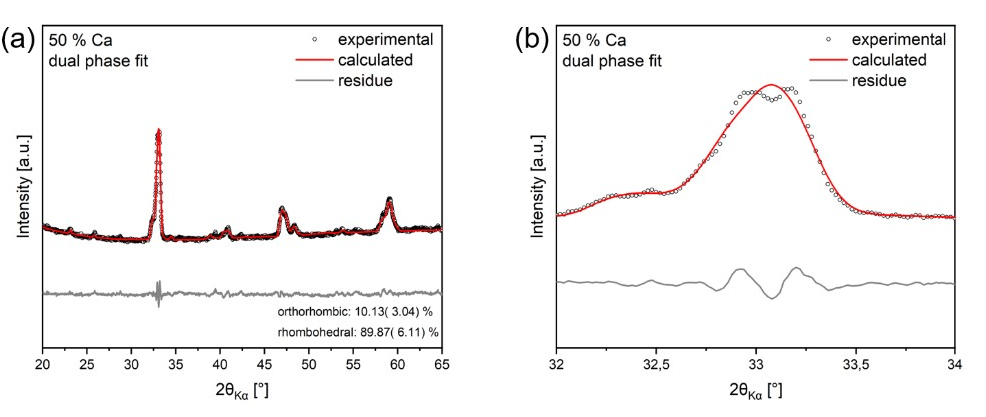 (a)
50 % Ca
dual phase fit
experimental
calculated
residue
Intensity [a.u.]
orthorhombic: 10.13( 3.04) %
rhombohedral: 89.87( 6.11) %
20 25 30 35 40 45 50 55 60 65
2θKα [°]
(b)
50 % Ca
dual phase fit
experimental
calculated
residue
Intensity [a.u.]
32 32,5 33 33,5 34
2θKα [°]